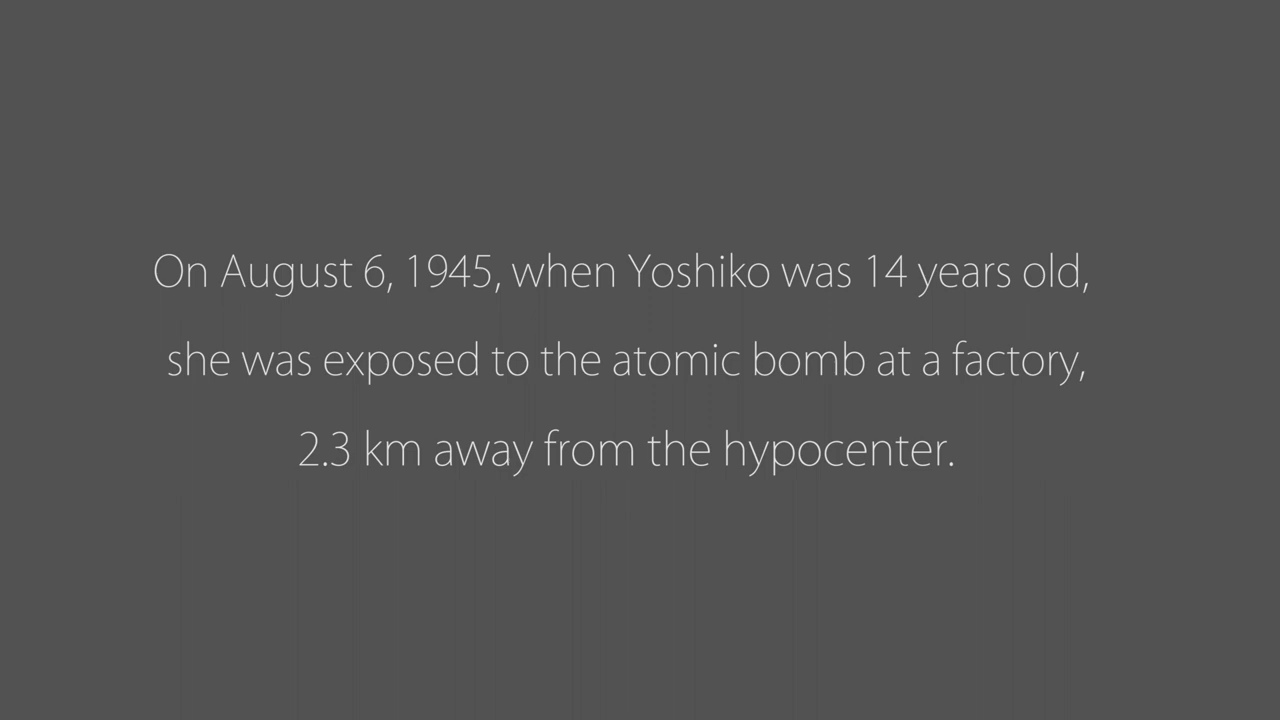 On August 6, 1945, when Yoshiko was 14 years old,
she was exposed to the atomic bomb at a factory,
2.3 km away from the hypocenter.